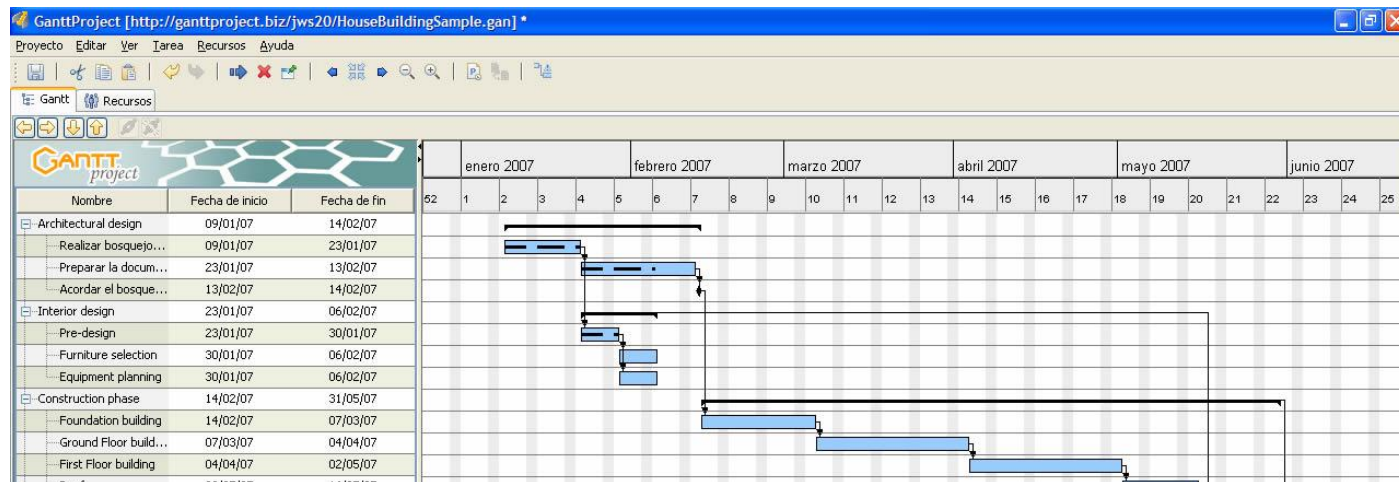 GanttProject [http://ganttproject.biz/jws20/HouseBuildingSample.gan] *
Proyecto Editar Ver Tarea Recursos Ayuda
Gantt Recursos
GANTT project
enero 2007 febrero 2007 marzo 2007 abril 2007 mayo 2007 junio 2007
Nombre Fecha de inicio Fecha de fin 52 1 2 3 4 5 6 7 8 9 10 11 12 13 14 15 16 17 18 19 20 21 22 23 24 25
Architectural design 09/01/07 14/02/07
Realizar bosquejo... 09/01/07 23/01/07
Preparar la docum... 23/01/07 13/02/07
Acordar el bosque... 13/02/07 14/02/07
Interior design 23/01/07 06/02/07
Pre-design 23/01/07 30/01/07
Furniture selection 30/01/07 06/02/07
Equipment planning 30/01/07 06/02/07
Construction phase 14/02/07 31/05/07
Foundation building 14/02/07 07/03/07
Ground Floor build... 07/03/07 04/04/07
First Floor building 04/04/07 02/05/07